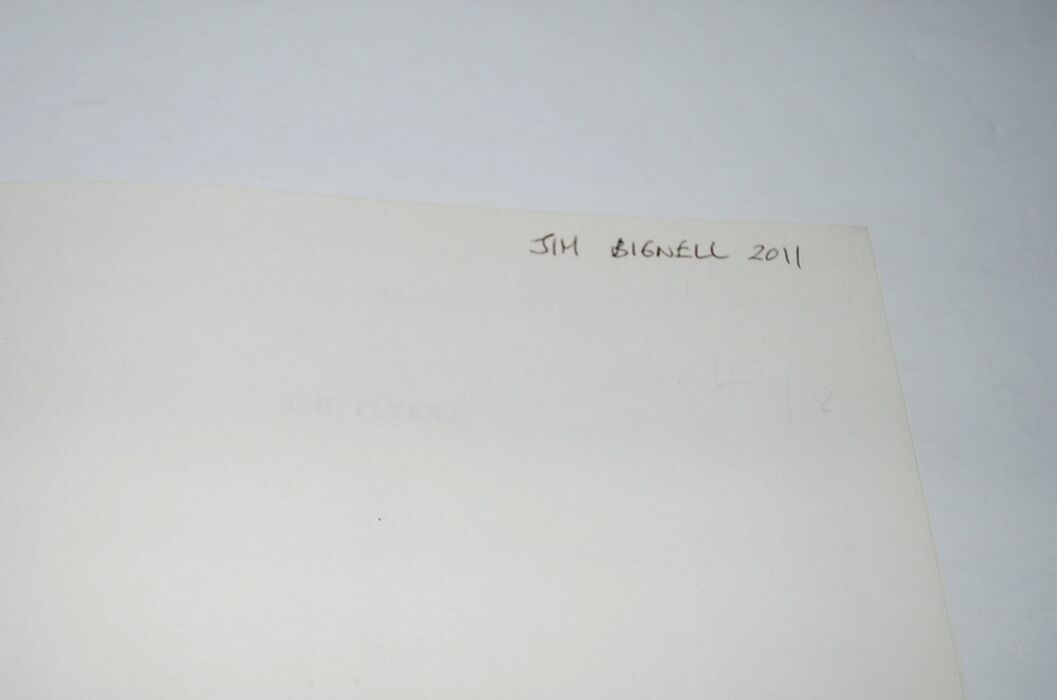 JIM BIGNELL 2011
THE FLYERS